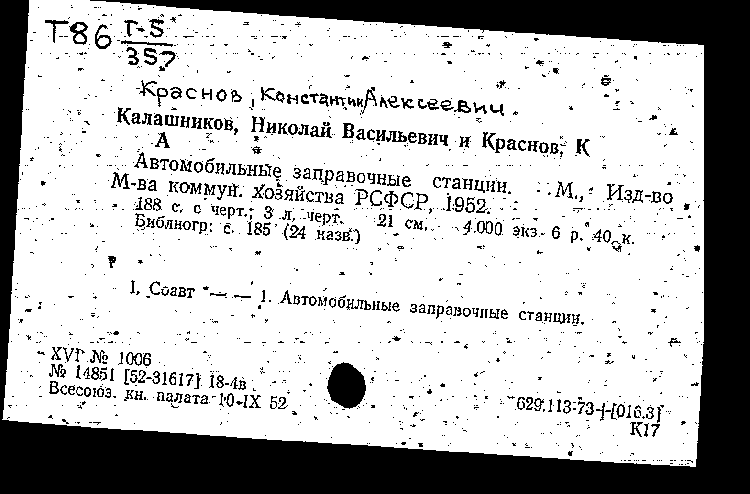 Т86 Т-5
357
Краснов, Константин Алексеевич
Калашников, Николай Васильевич и Краснов, К
А
Автомобильные заправочные станции. М., Изд-во
М-ва коммун. хозяйства РСФСР, 1952.
188 с. с черт.; 3 л. черт. 21 см. 4.000 экз. 6 р. 40 к.
Библиогр: с. 185 (24 назв.)
I. Соавт — — 1. Автомобильные заправочные станции.
XVI № 1006
№ 14851 [52-31617] 18-4в
Всесоюз. кн. палата 10-IX 52
629.113-73+[016.3]
К17